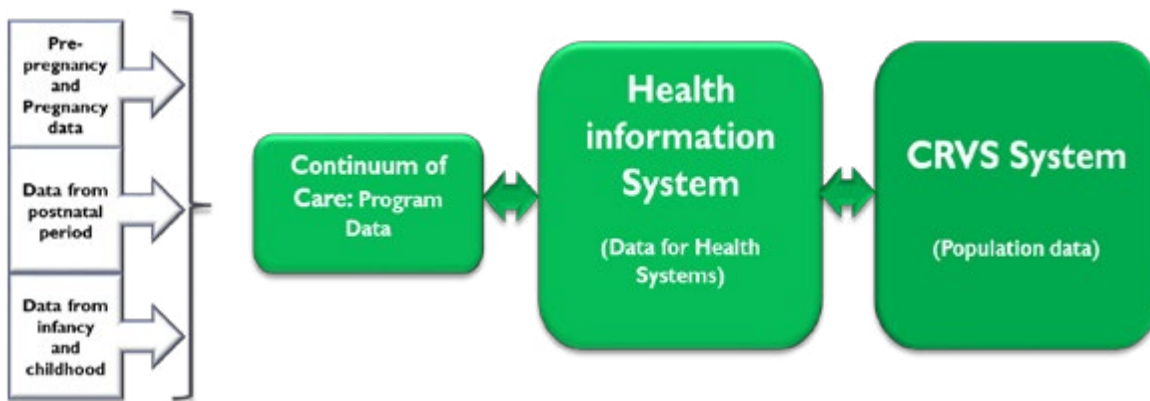 Pre-
pregnancy
and
Pregnancy
data
Data from
postnatal
period
Data from
infancy
and
childhood
Continuum of
Care: Program
Data
Health
information
System
(Data for Health
Systems)
CRVS System
(Population data)